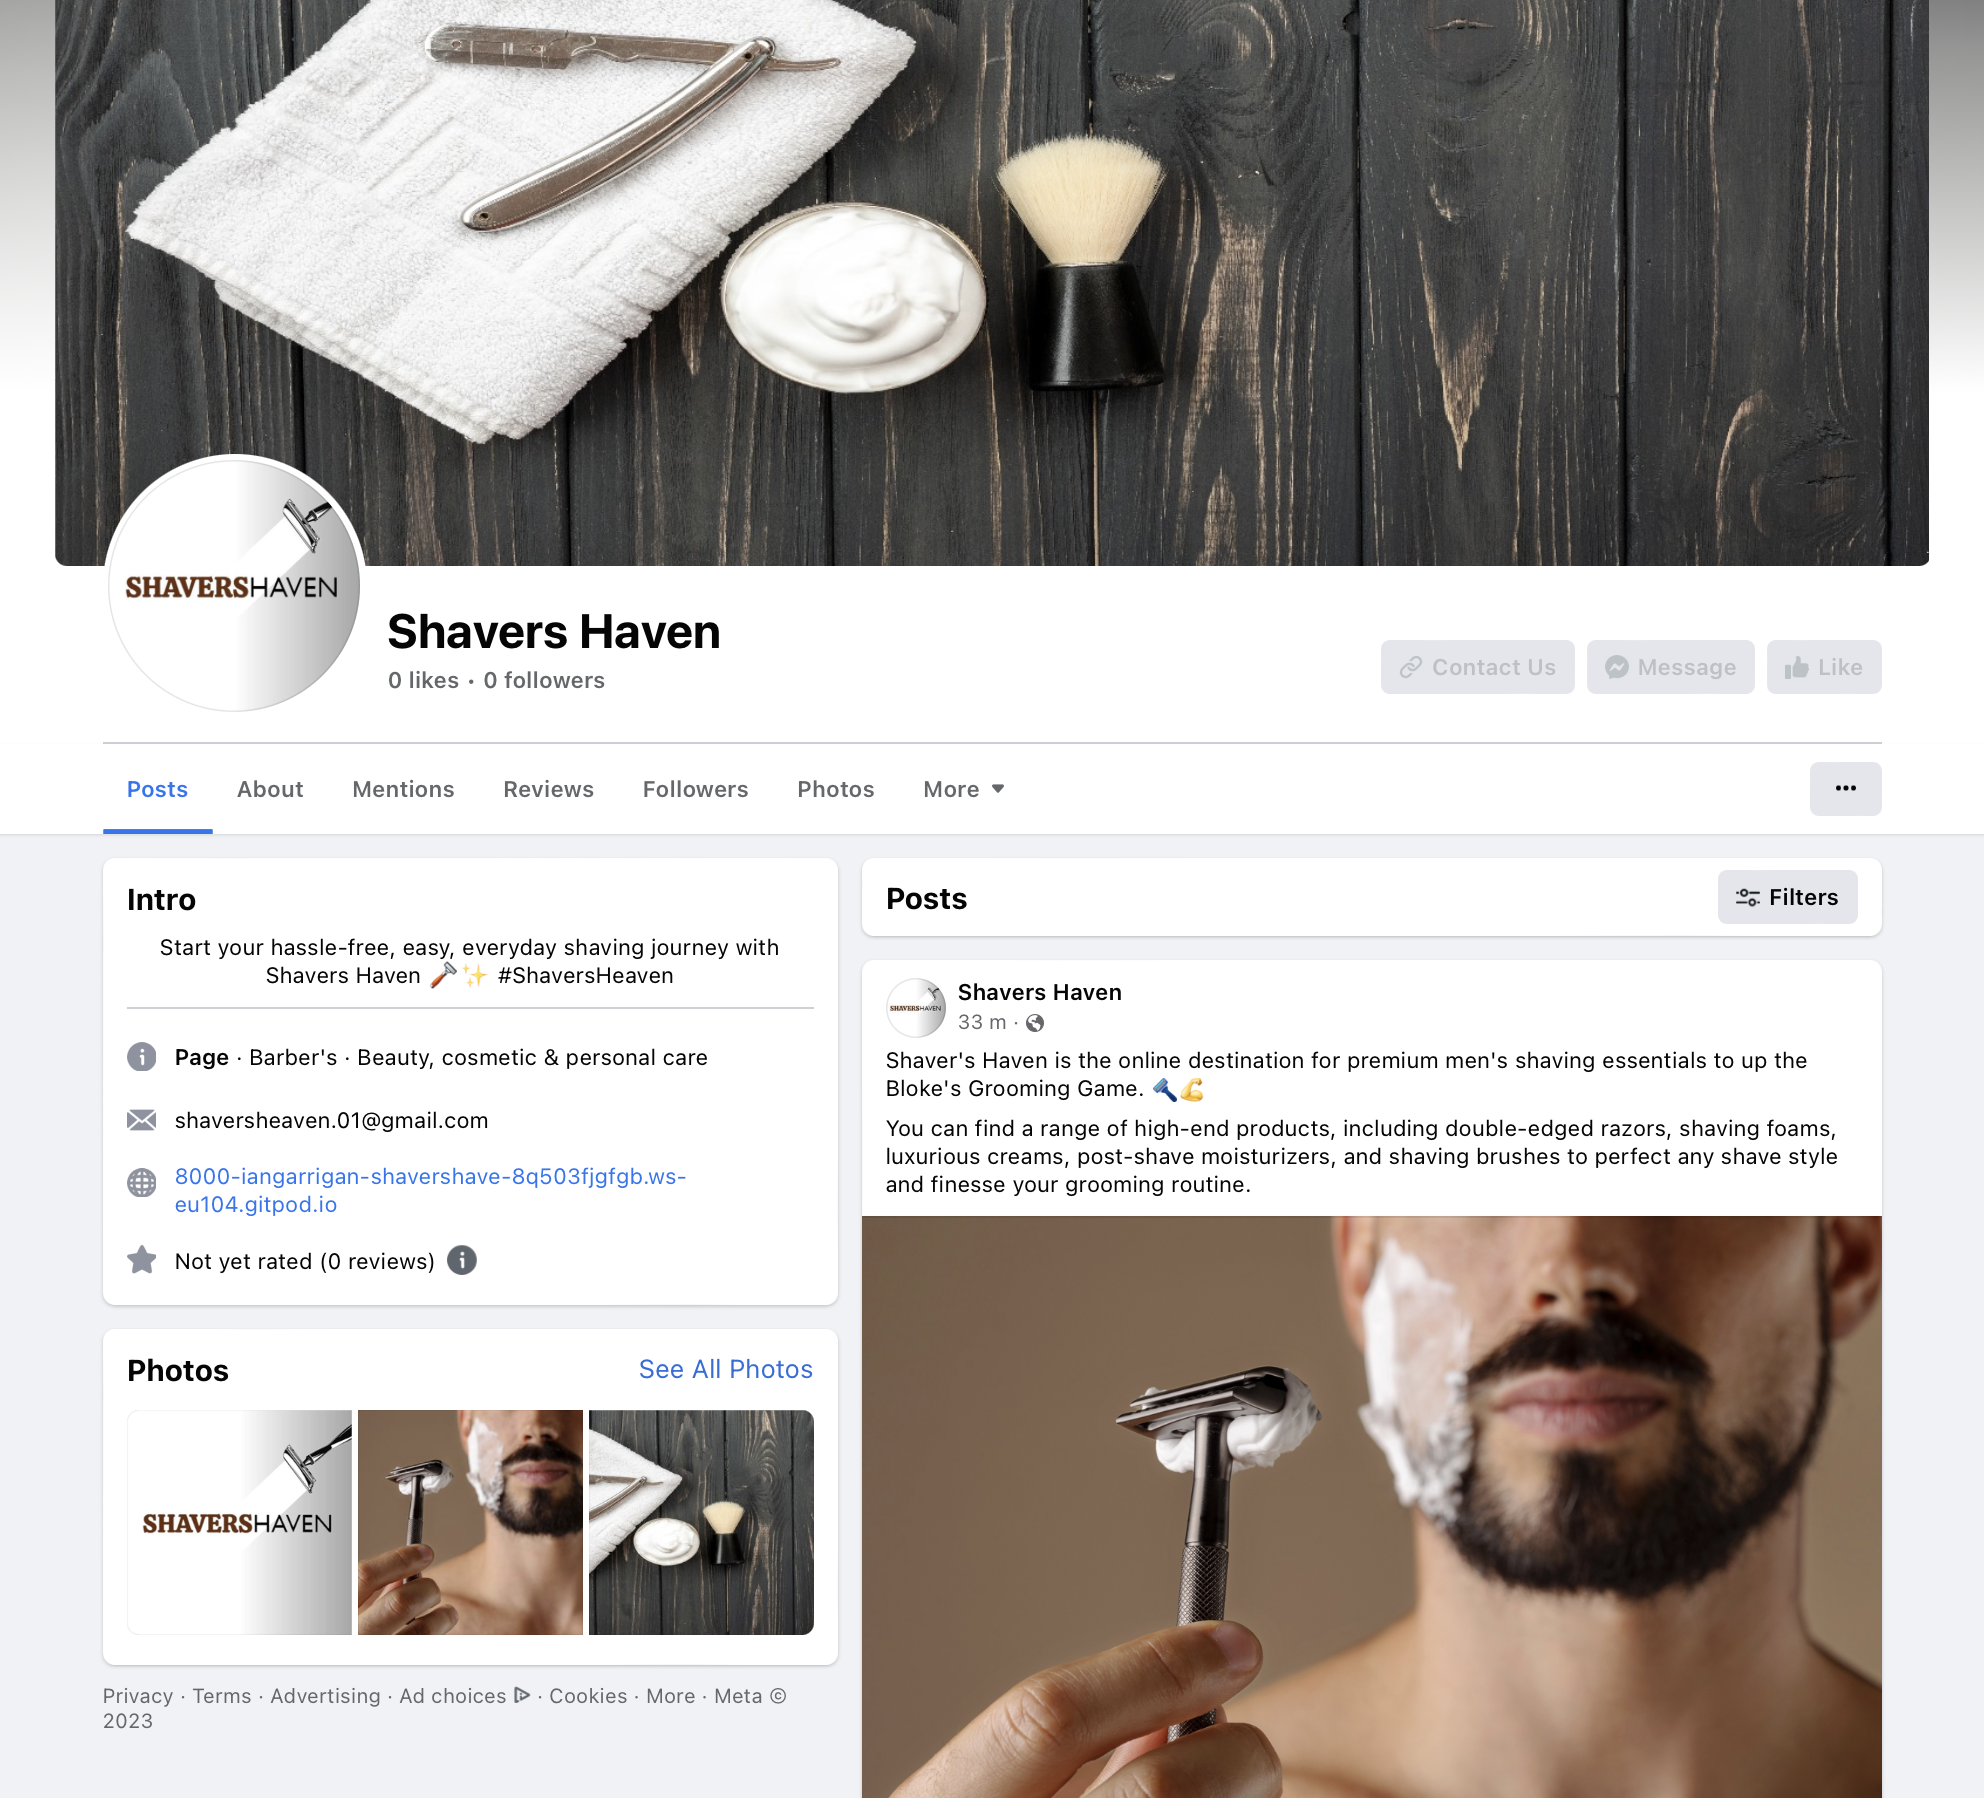 SHAVERSHAVEN
Shavers Haven
0 likes • 0 followers
Contact Us
Message
Like
Posts
About
Mentions
Reviews
Followers
Photos
More
Intro
Start your hassle-free, easy, everyday shaving journey with
Shavers Haven 🪒✨ #ShaversHeaven
Page · Barber's · Beauty, cosmetic & personal care
shaversheaven.01@gmail.com
8000-iangarrigan-shavershave-8q503fjgfgb.ws-
eu104.gitpod.io
Not yet rated (0 reviews)
Photos
See All Photos
SHAVERSHAVEN
Privacy · Terms · Advertising · Ad choices · Cookies · More · Meta ©
2023
Posts
Filters
SHAVERSHAVEN
Shavers Haven
33 m ·
Shaver's Haven is the online destination for premium men's shaving essentials to up the
Bloke's Grooming Game. 🪒💪
You can find a range of high-end products, including double-edged razors, shaving foams,
luxurious creams, post-shave moisturizers, and shaving brushes to perfect any shave style
and finesse your grooming routine.